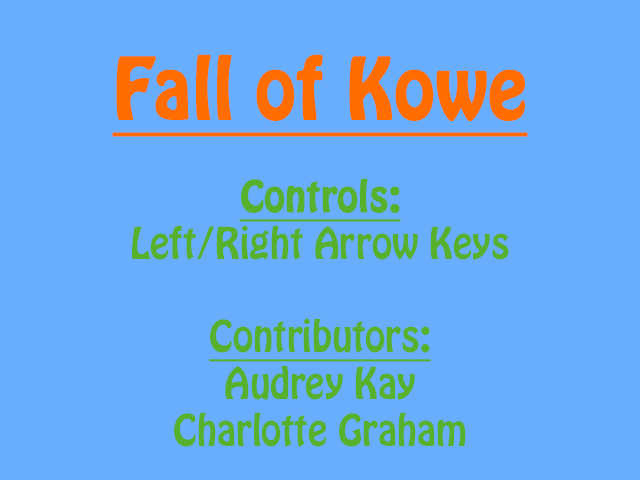 Fall of Kowe
Controls:
Left/Right Arrow Keys
Contributors:
Audrey Kay
Charlotte Graham